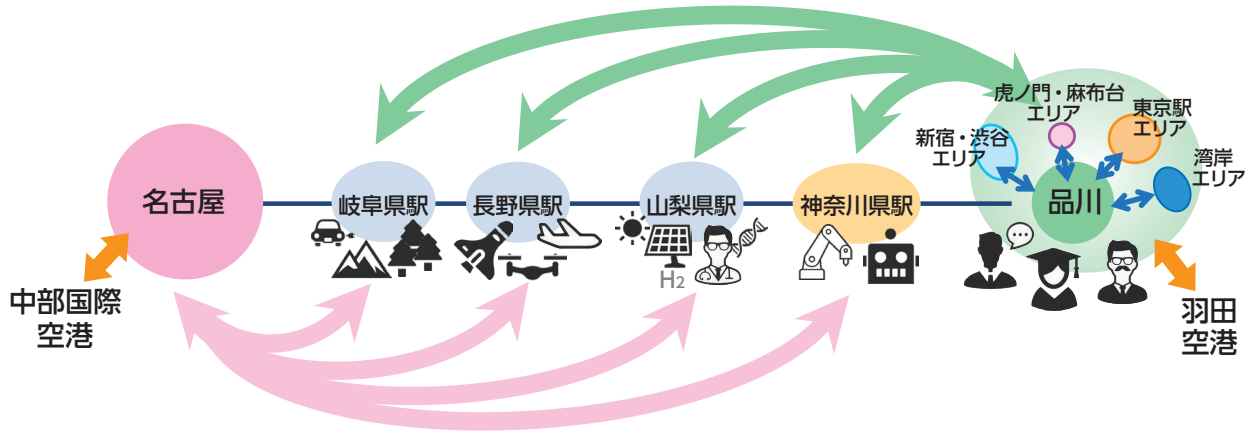 名古屋
中部国際
空港
岐阜県駅
長野県駅
山梨県駅
H2
神奈川県駅
虎ノ門・麻布台
エリア
新宿・渋谷
エリア
東京駅
エリア
湾岸
エリア
品川
羽田
空港